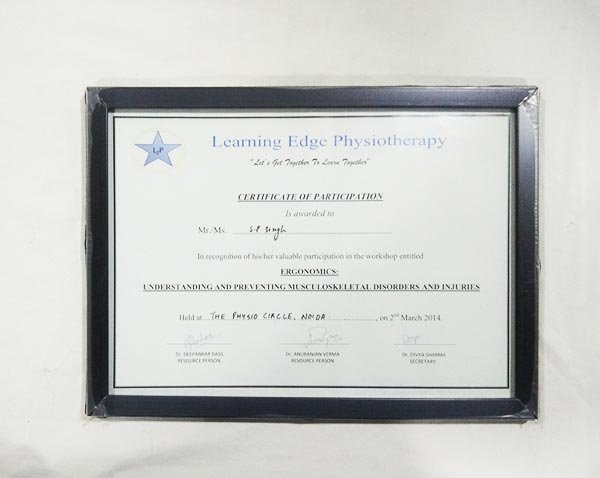 Learning Edge Physiotherapy
LEP
"Let's Get Together To Learn Together"
CERTIFICATE OF PARTICIPATION
Is awarded to
Mr./Ms. S.P Singh
In recognition of his/her valuable participation in the workshop entitled
ERGONOMICS:
UNDERSTANDING AND PREVENTING MUSCULOSKELETAL DISORDERS AND INJURIES
Held at...THE PHYSIO CIRCLE, NOIDA..................., on 2nd March 2014.
Dr. DEEPANKAR DASS Dr. ANURANJAN VERMA Dr. DIVYA SHARMA
RESOURCE PERSON RESOURCE PERSON SECRETARY